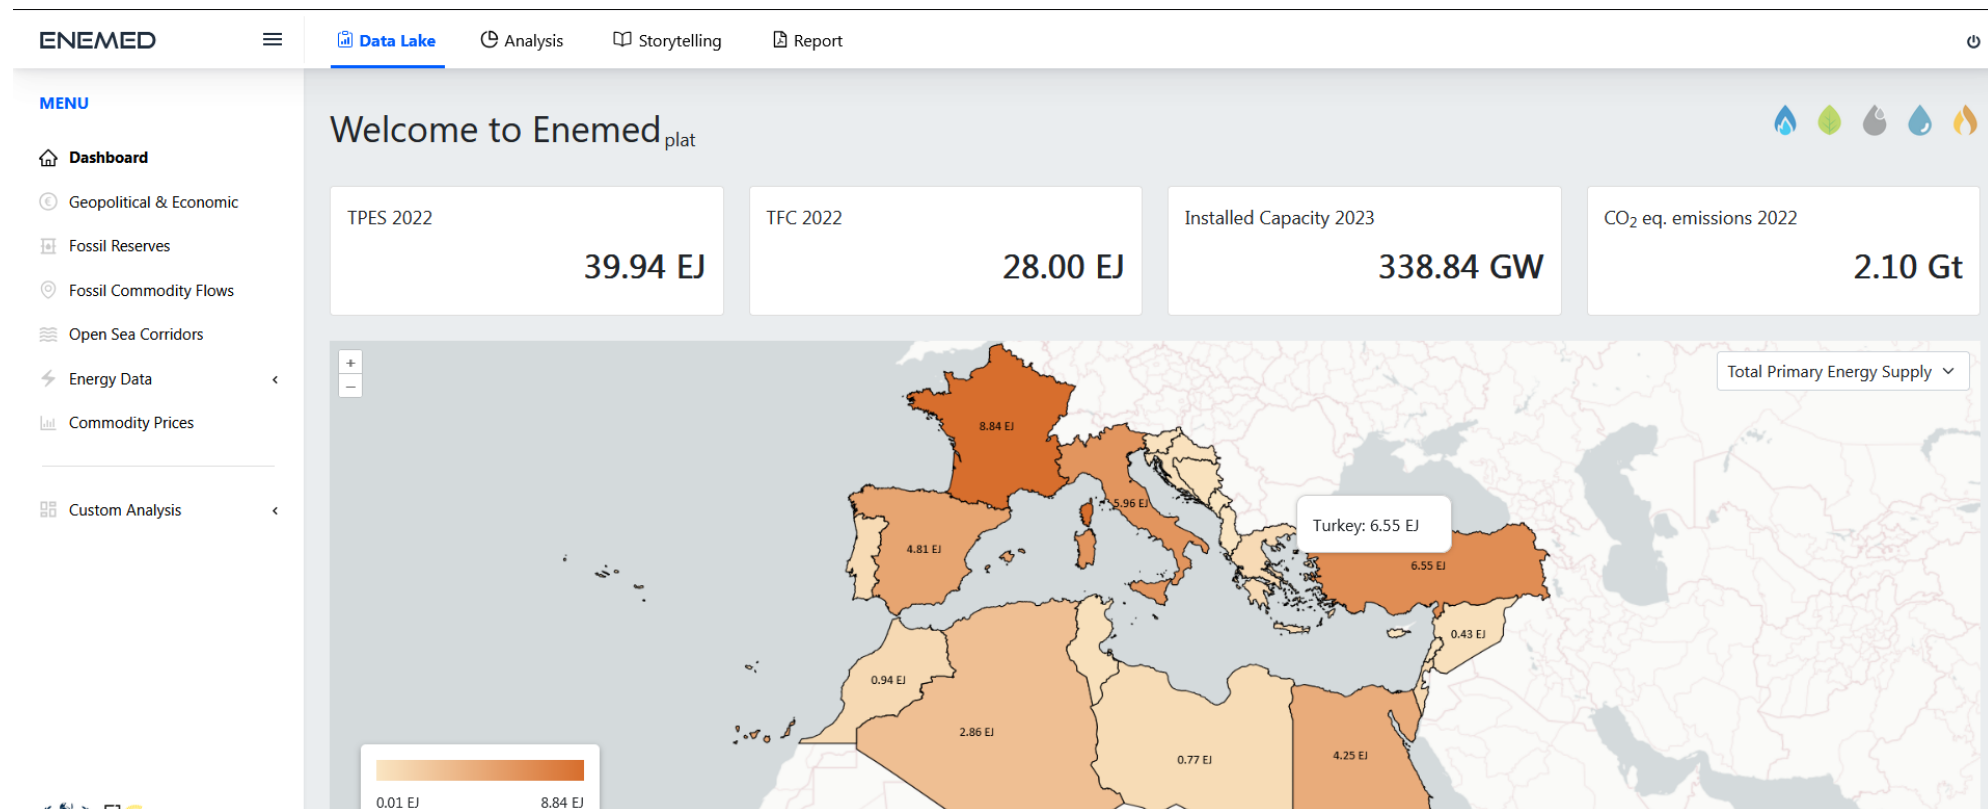 ENEMED
Data Lake
Analysis
Storytelling
Report
MENU
Dashboard
Geopolitical & Economic
Fossil Reserves
Fossil Commodity Flows
Open Sea Corridors
Energy Data
Commodity Prices
Custom Analysis
Welcome to Enemed plat
TPES 2022
39.94 EJ
TFC 2022
28.00 EJ
Installed Capacity 2023
338.84 GW
CO2 eq. emissions 2022
2.10 Gt
+
−
Total Primary Energy Supply
8.84 EJ
5.96 EJ
Turkey: 6.55 EJ
4.81 EJ
6.55 EJ
0.43 EJ
0.94 EJ
2.86 EJ
0.77 EJ
4.25 EJ
0.01 EJ
8.84 EJ